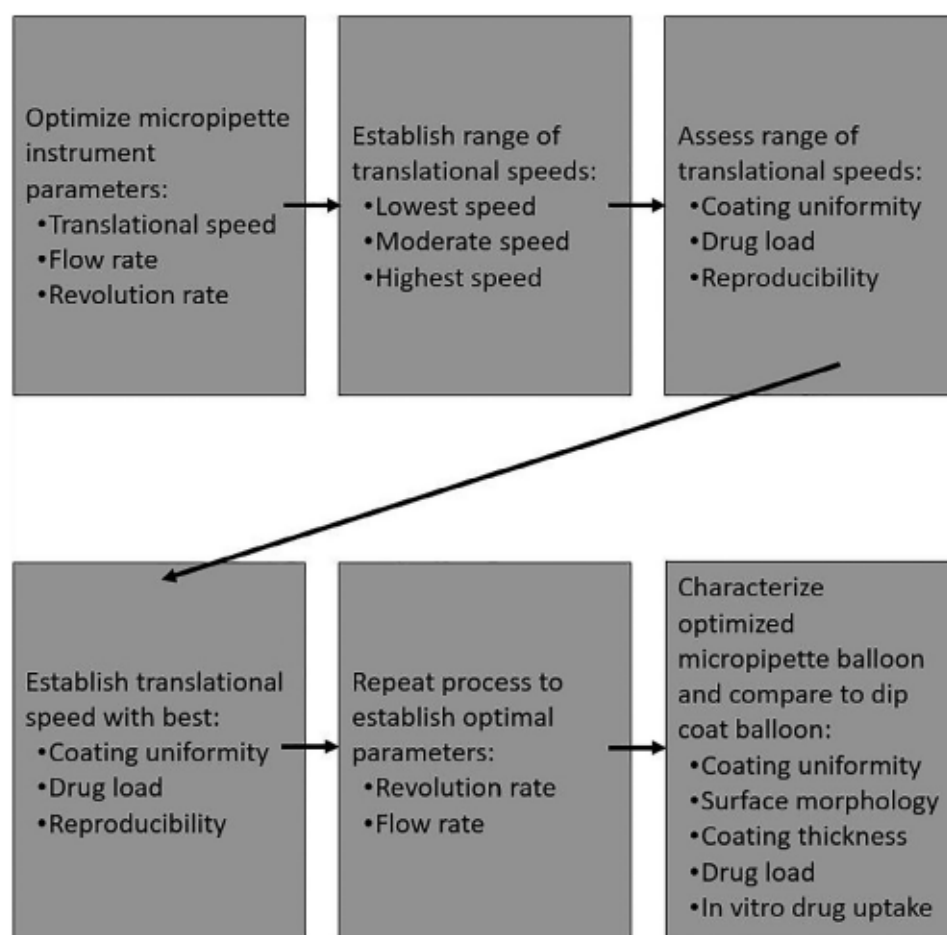 Optimize micropipette
instrument
parameters:
•Translational speed
•Flow rate
•Revolution rate
Establish range of
translational speeds:
•Lowest speed
•Moderate speed
•Highest speed
Assess range of
translational speeds:
•Coating uniformity
•Drug load
•Reproducibility
Establish translational
speed with best:
•Coating uniformity
•Drug load
•Reproducibility
Repeat process to
establish optimal
parameters:
•Revolution rate
•Flow rate
Characterize
optimized
micropipette balloon
and compare to dip
coat balloon:
•Coating uniformity
•Surface morphology
•Coating thickness
•Drug load
•In vitro drug uptake